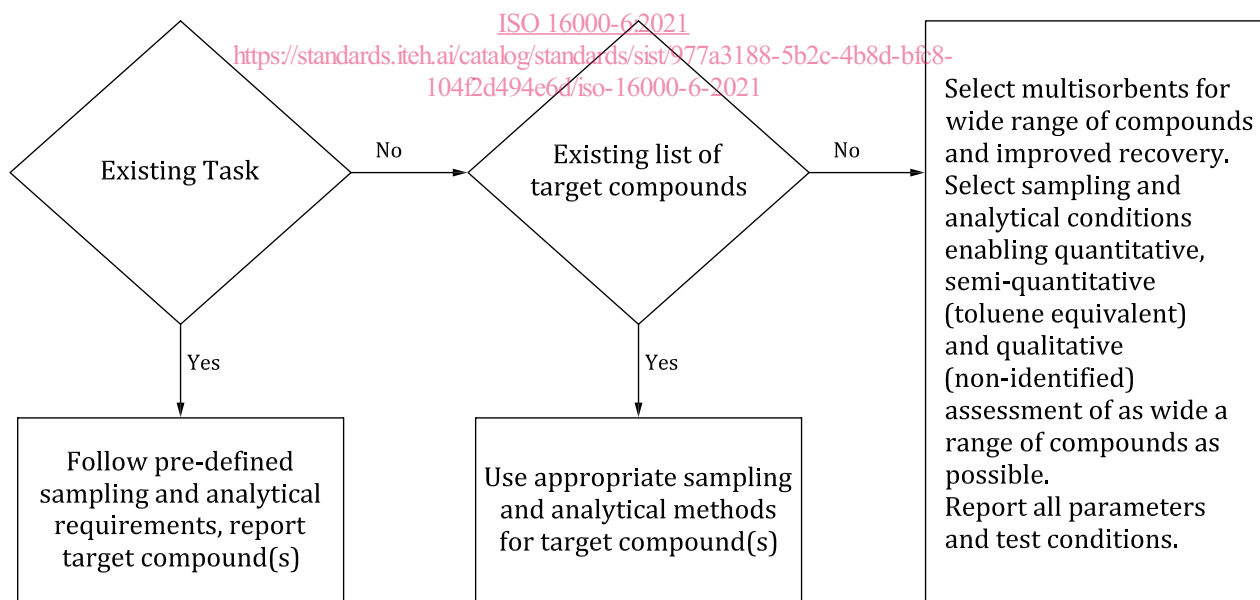 ISO 16000-6:2021
https://standards.iteh.ai/catalog/standards/sist/977a3188-5b2c-4b8d-bfc8-
104f2d494e6d/iso-16000-6-2021
Existing Task
No
Existing list of
target compounds
No
Select multisorbents for
wide range of compounds
and improved recovery.
Select sampling and
analytical conditions
enabling quantitative,
semi-quantitative
(toluene equivalent)
and qualitative
(non-identified)
assessment of as wide a
range of compounds as
possible.
Report all parameters
and test conditions.
Yes
Yes
Follow pre-defined
sampling and analytical
requirements, report
target compound(s)
Use appropriate sampling
and analytical methods
for target compound(s)